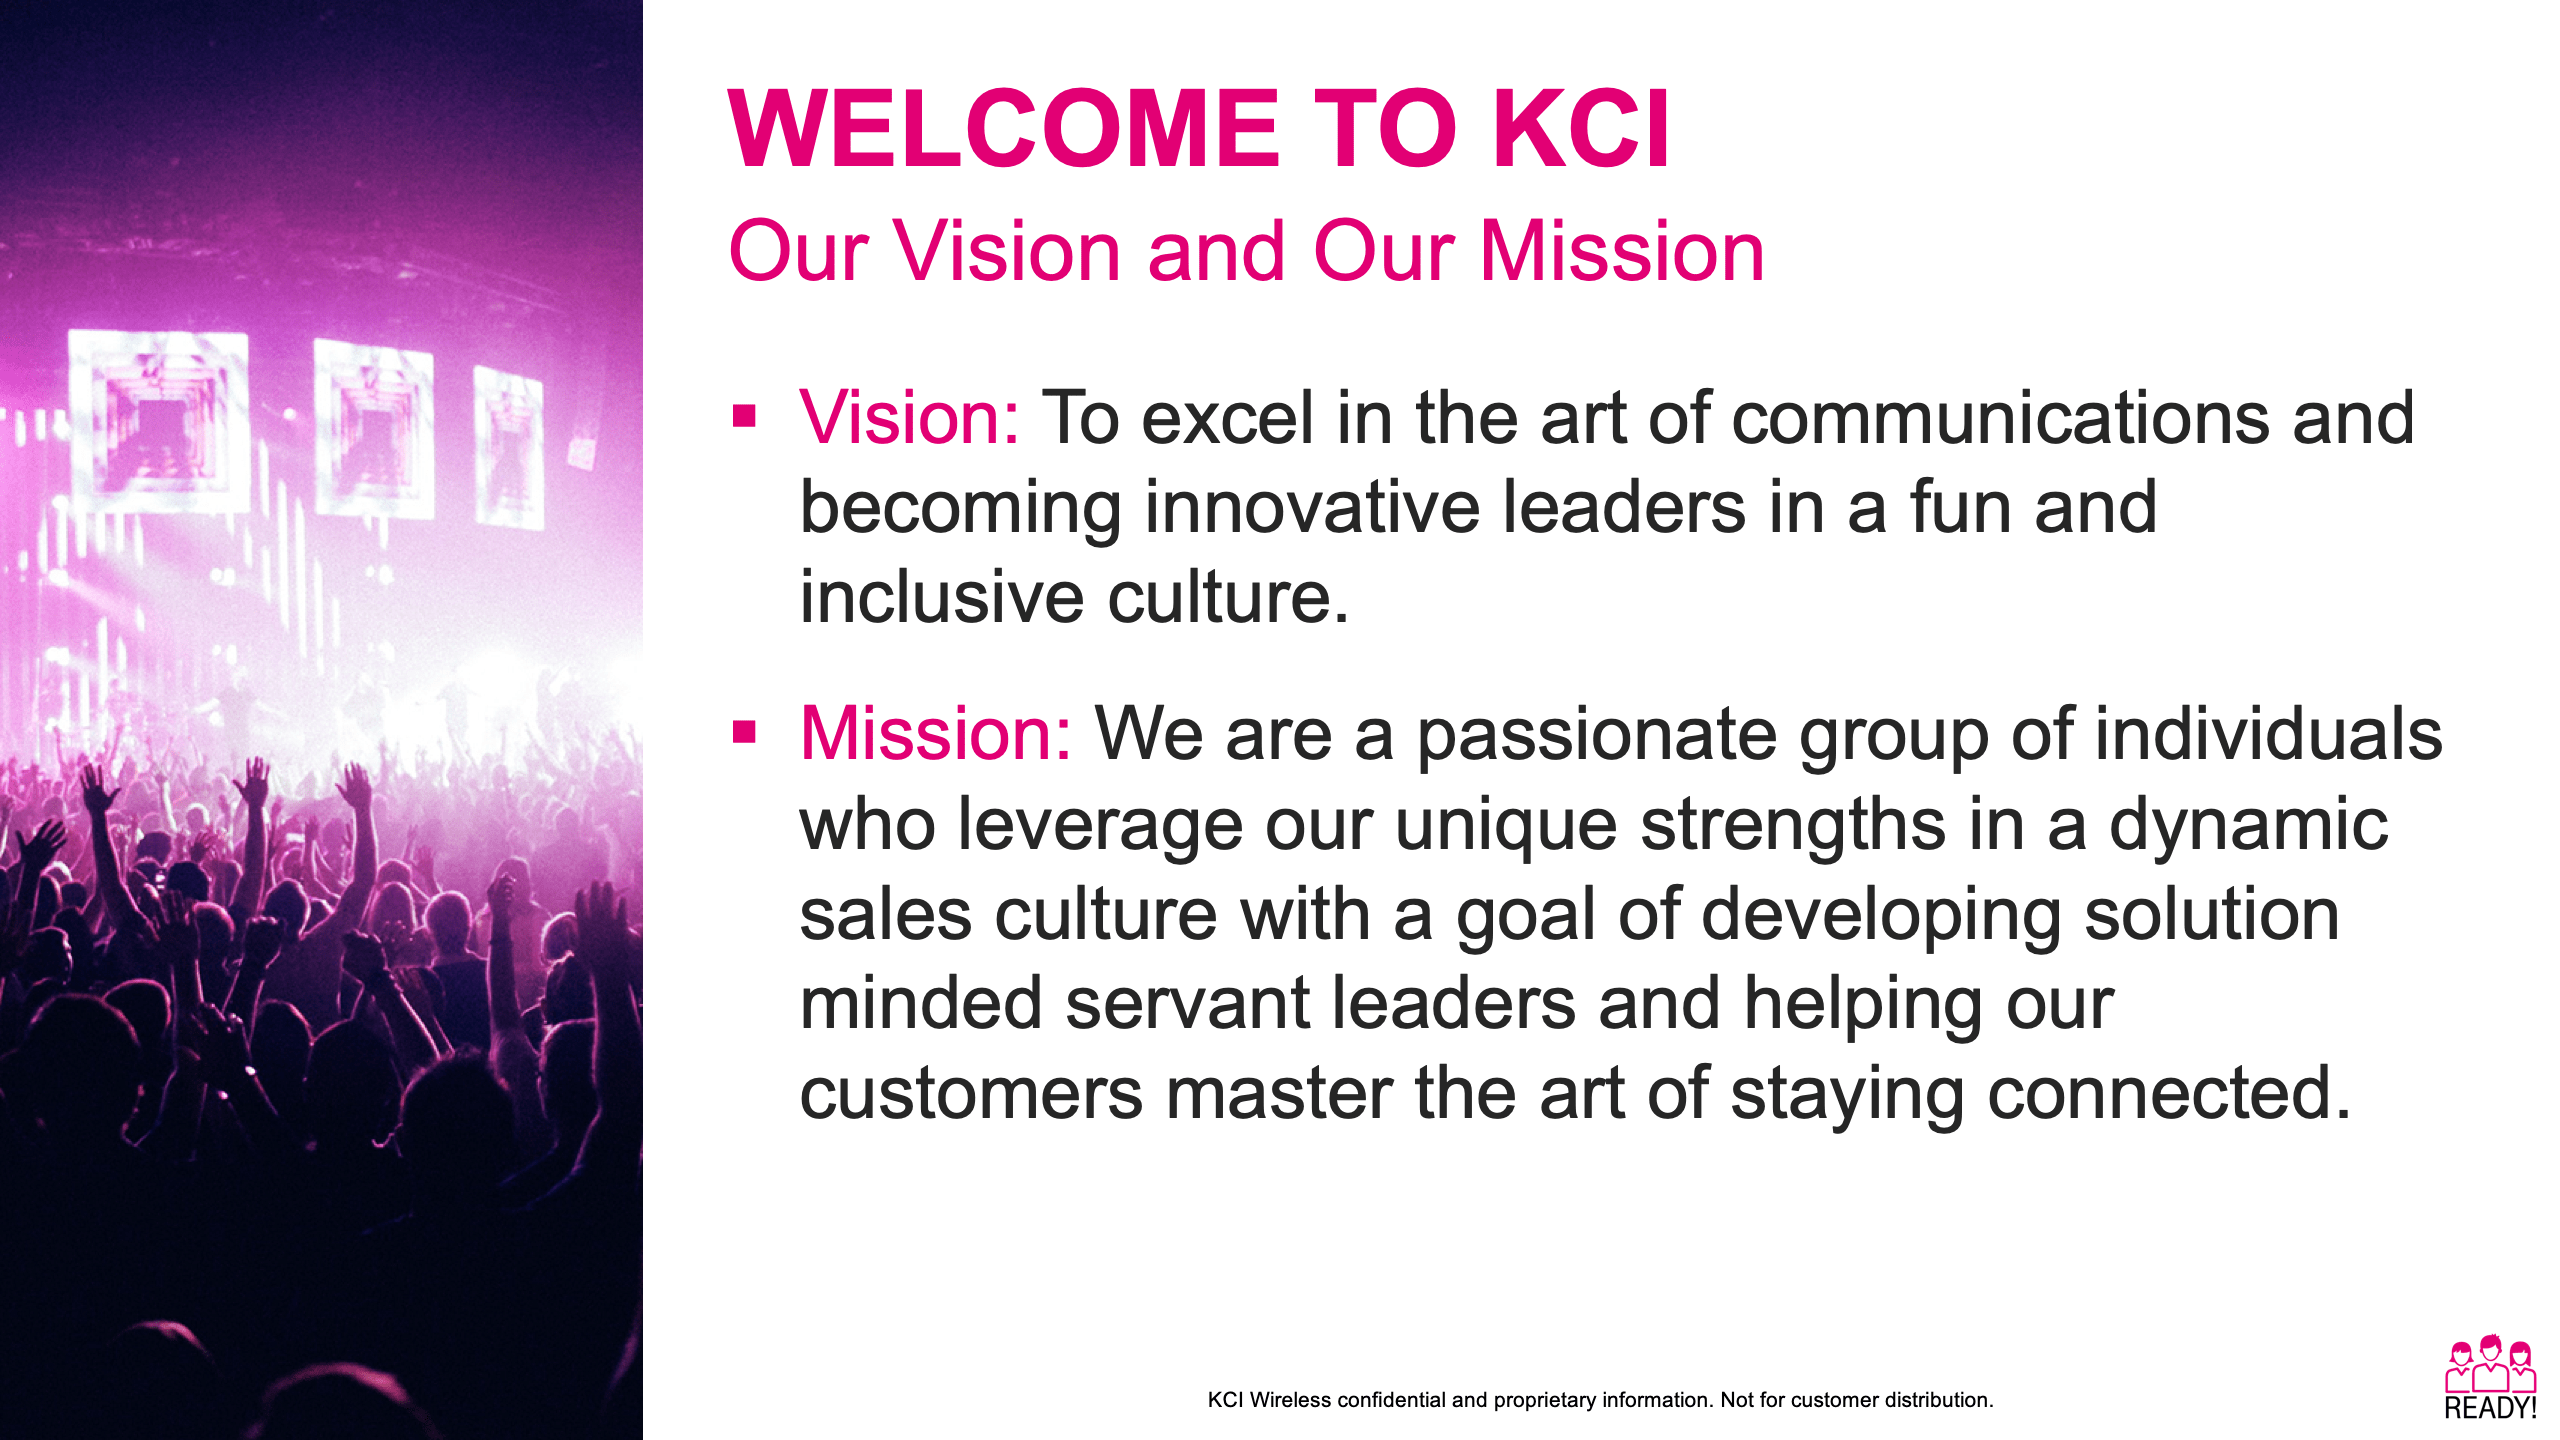 WELCOME TO KCI
Our Vision and Our Mission
▪ Vision: To excel in the art of communications and
becoming innovative leaders in a fun and
inclusive culture.
▪ Mission: We are a passionate group of individuals
who leverage our unique strengths in a dynamic
sales culture with a goal of developing solution
minded servant leaders and helping our
customers master the art of staying connected.
KCI Wireless confidential and proprietary information. Not for customer distribution.
READY!